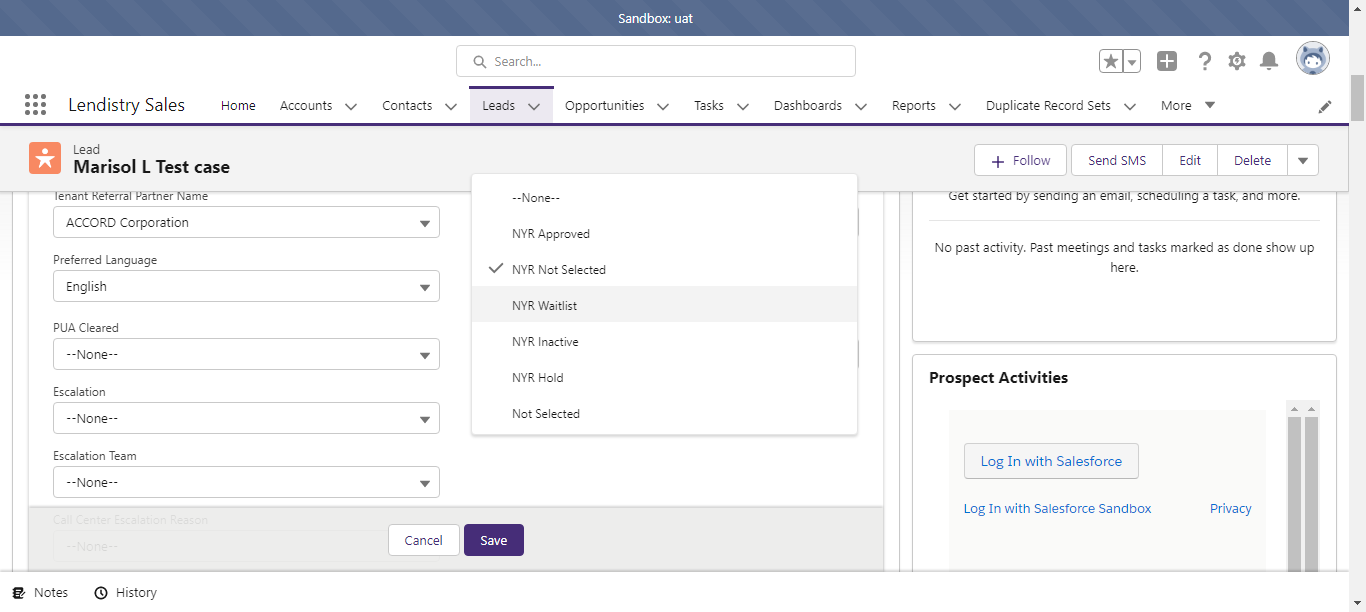 Sandbox: uat
Search...
Lendistry Sales
Home
Accounts
Contacts
Leads
Opportunities
Tasks
Dashboards
Reports
Duplicate Record Sets
More
Lead
Marisol L Test case
Follow
Send SMS
Edit
Delete
Tenant Referral Partner Name
ACCORD Corporation
Preferred Language
English
PUA Cleared
--None--
Escalation
--None--
Escalation Team
--None--
Call Center Escalation Reason
--None--
--None--
NYR Approved
NYR Not Selected
NYR Waitlist
NYR Inactive
NYR Hold
Not Selected
Cancel
Save
Get started by sending an email, scheduling a task, and more.
No past activity. Past meetings and tasks marked as done show up
here.
Prospect Activities
Log In with Salesforce
Log In with Salesforce Sandbox
Privacy
Notes
History